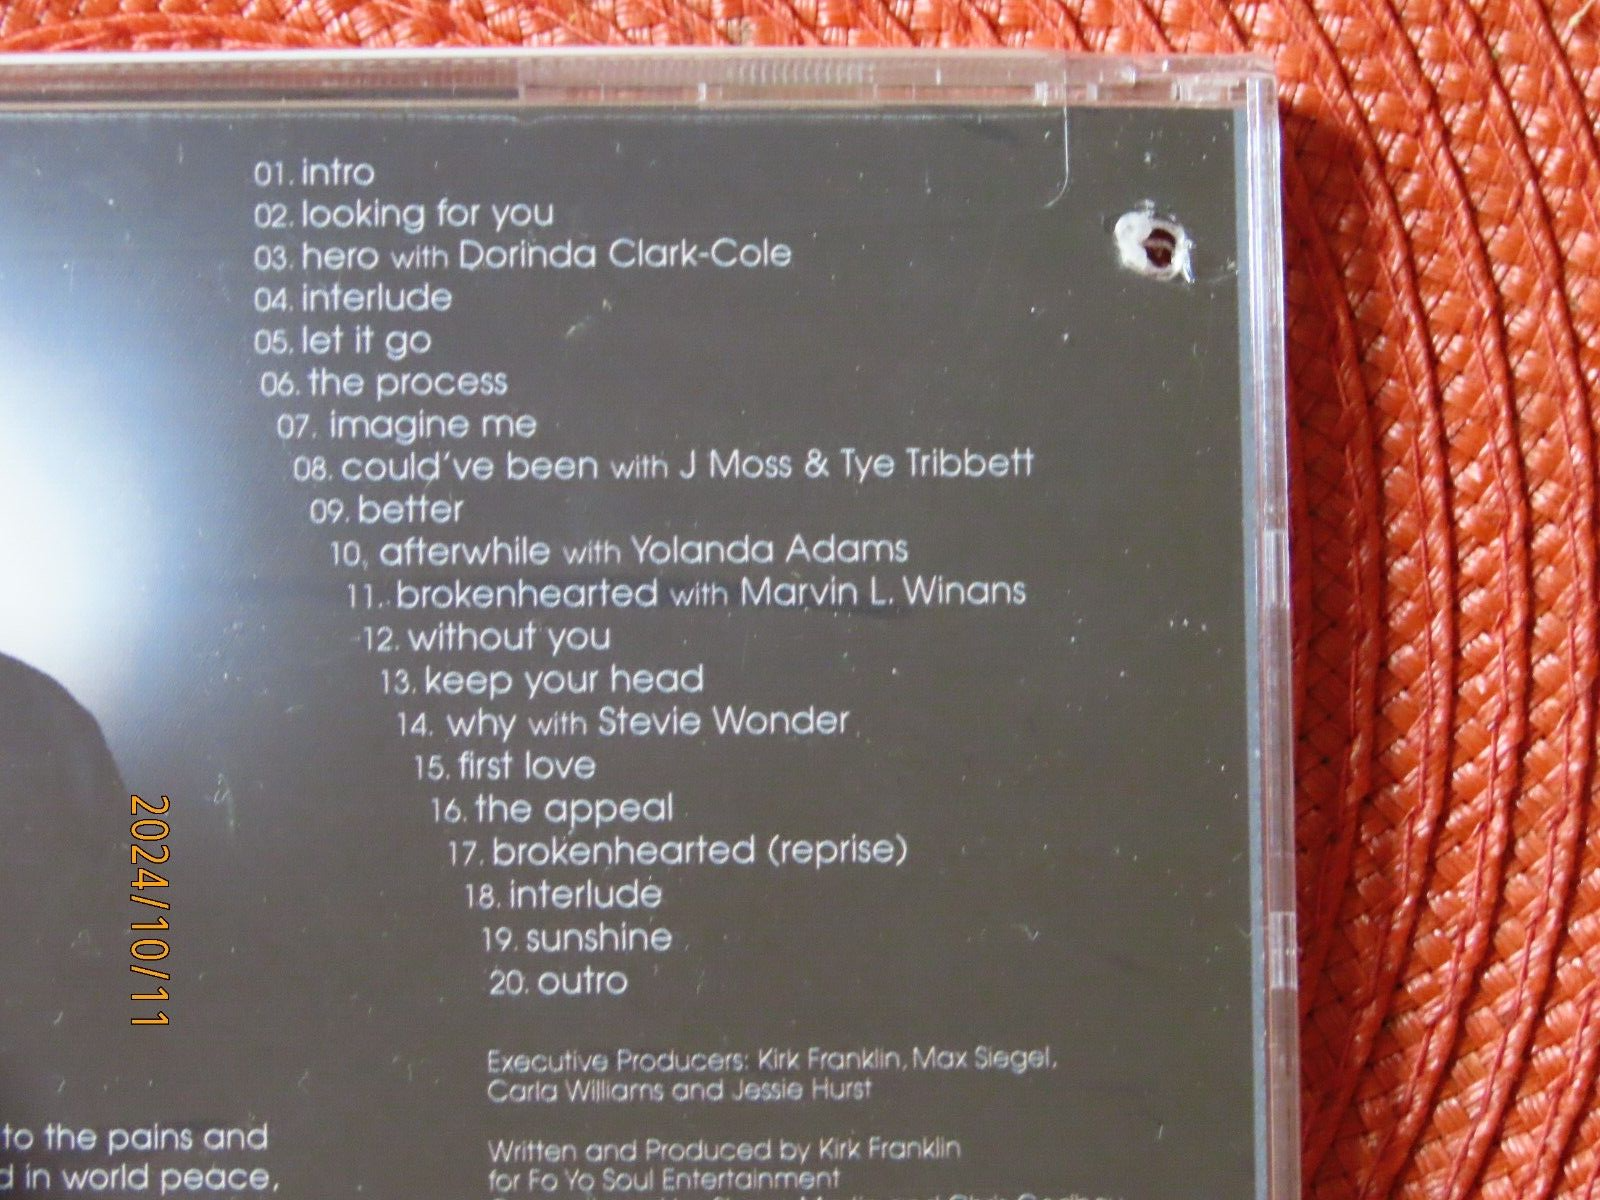 01. intro
02. looking for you
03. hero with Dorinda Clark-Cole
04. interlude
05. let it go
06. the process
07. imagine me
08. could've been with J Moss & Tye Tribbett
09. better
10. afterwhile with Yolanda Adams
11. brokenhearted with Marvin L. Winans
12. without you
13. keep your head
14. why with Stevie Wonder
15. first love
16. the appeal
17. brokenhearted (reprise)
18. interlude
19. sunshine
20. outro
Executive Producers: Kirk Franklin, Max Siegel,
Carla Williams and Jessie Hurst
Written and Produced by Kirk Franklin
for Fo Yo Soul Entertainment
to the pains and
d in world peace,
2024/10/11